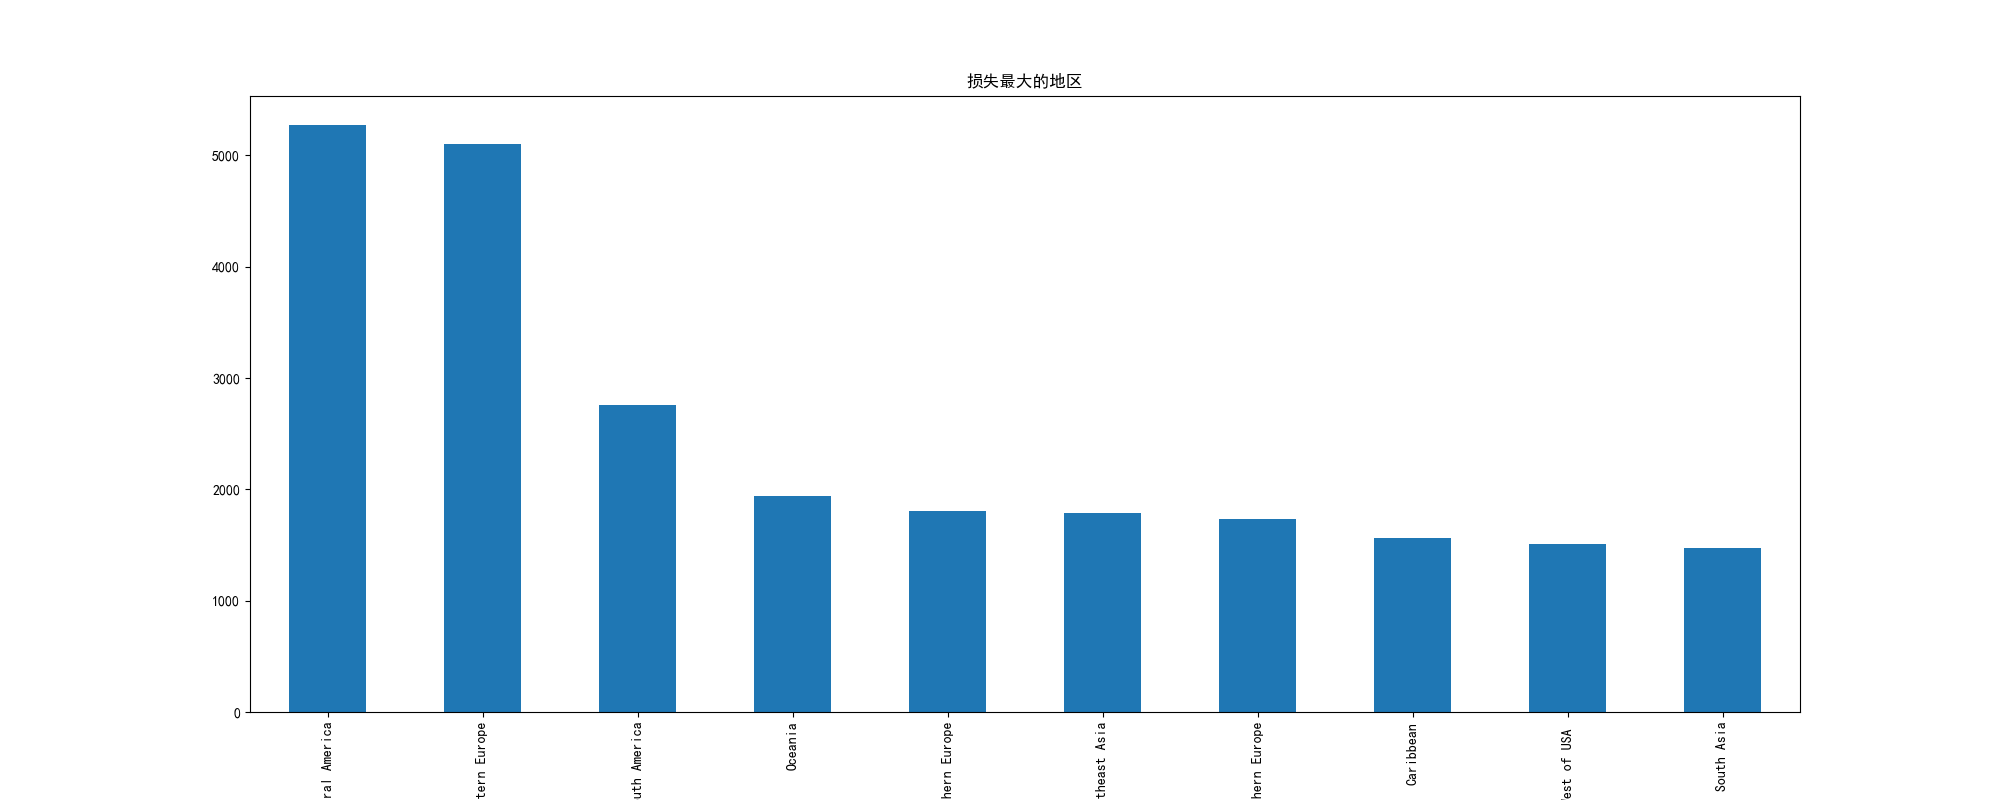 损失最大的地区
5000
4000
3000
2000
1000
0
ral America
tern Europe
uth America
Oceania
hern Europe
theast Asia
hern Europe
Caribbean
est of USA
South Asia